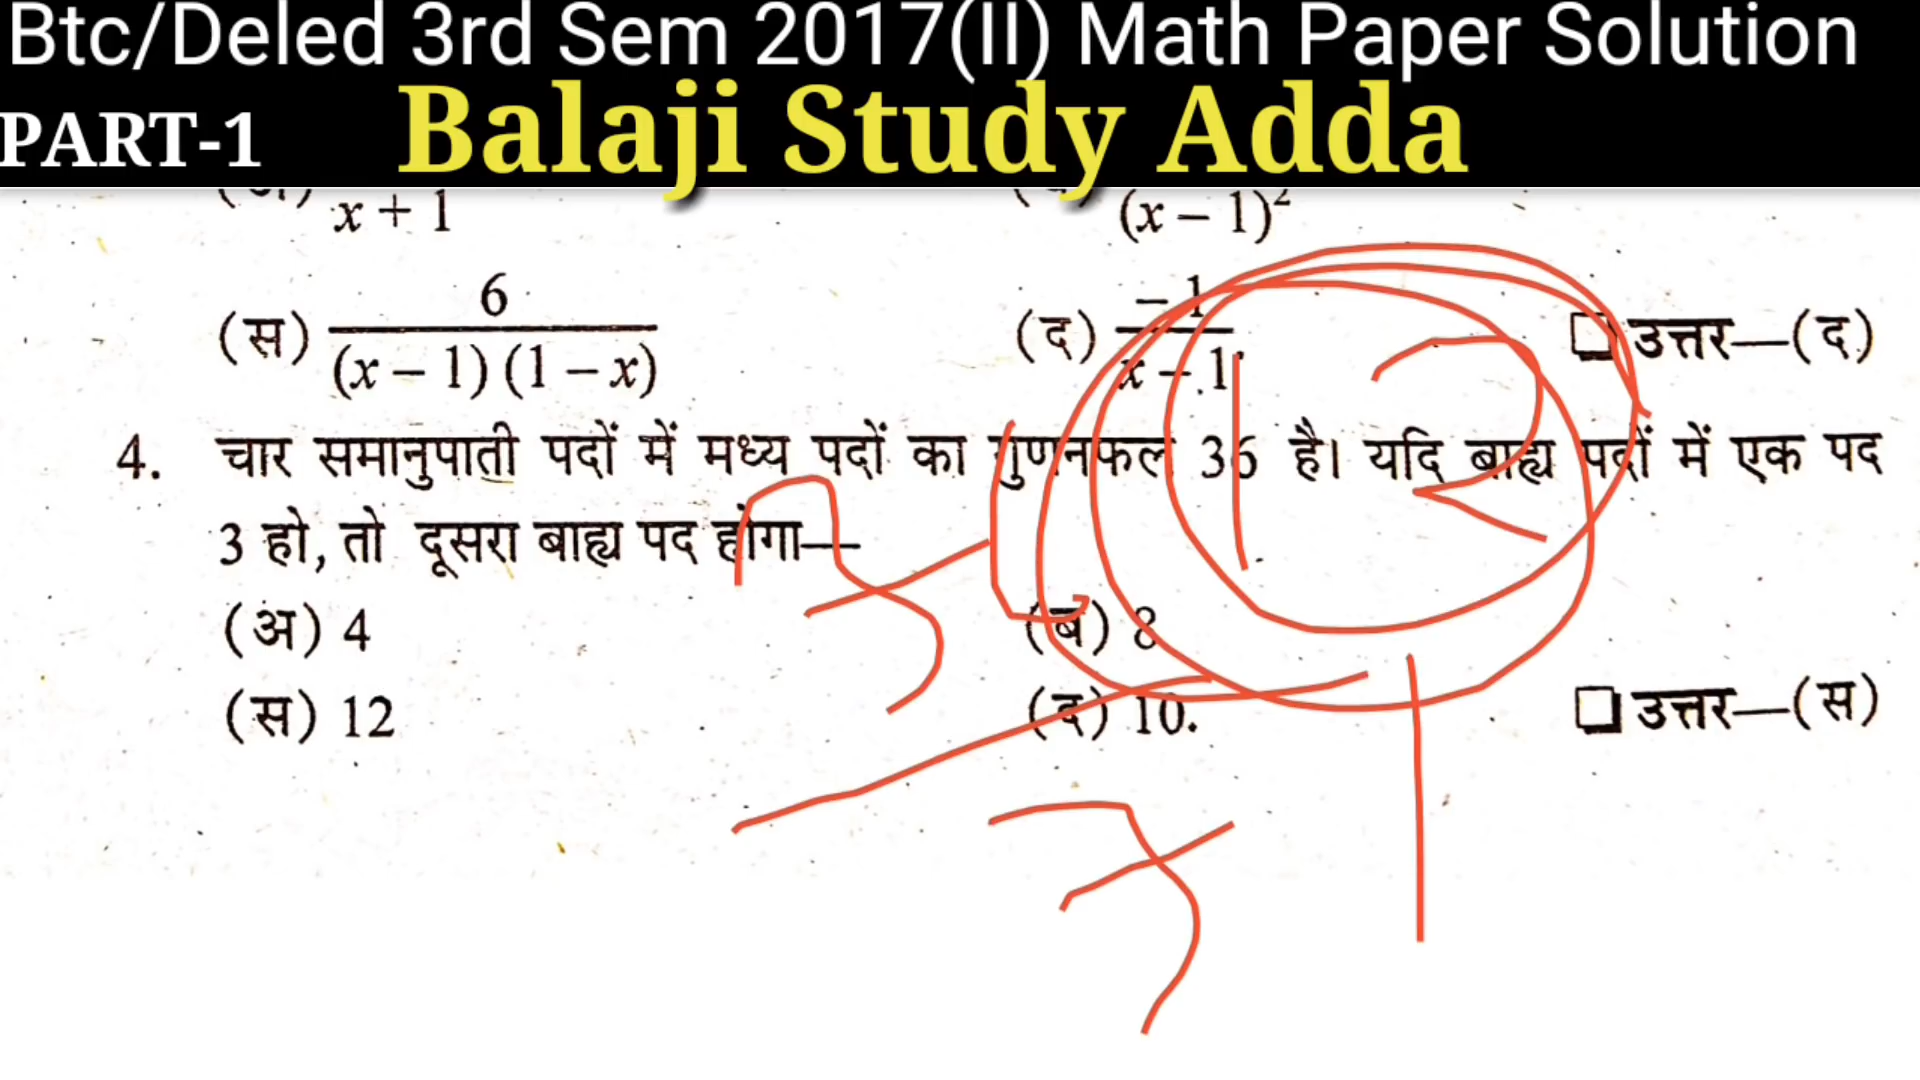 Btc/Deled 3rd Sem 2017(II) Math Paper Solution
PART-1 Balaji Study Adda
x + 1 (x – 1)²
(स) 6 / (x – 1) (1 – x) (द) – 1 / x – 1 ❑ उत्तर—(द)
4. चार समानुपाती पदों में मध्य पदों का गुणनफल 36 है। यदि बाह्य पदों में एक पद
3 हो, तो दूसरा बाह्य पद होगा—
(अ) 4 (ब) 8
(स) 12 (द) 10. ❑ उत्तर—(स)
12